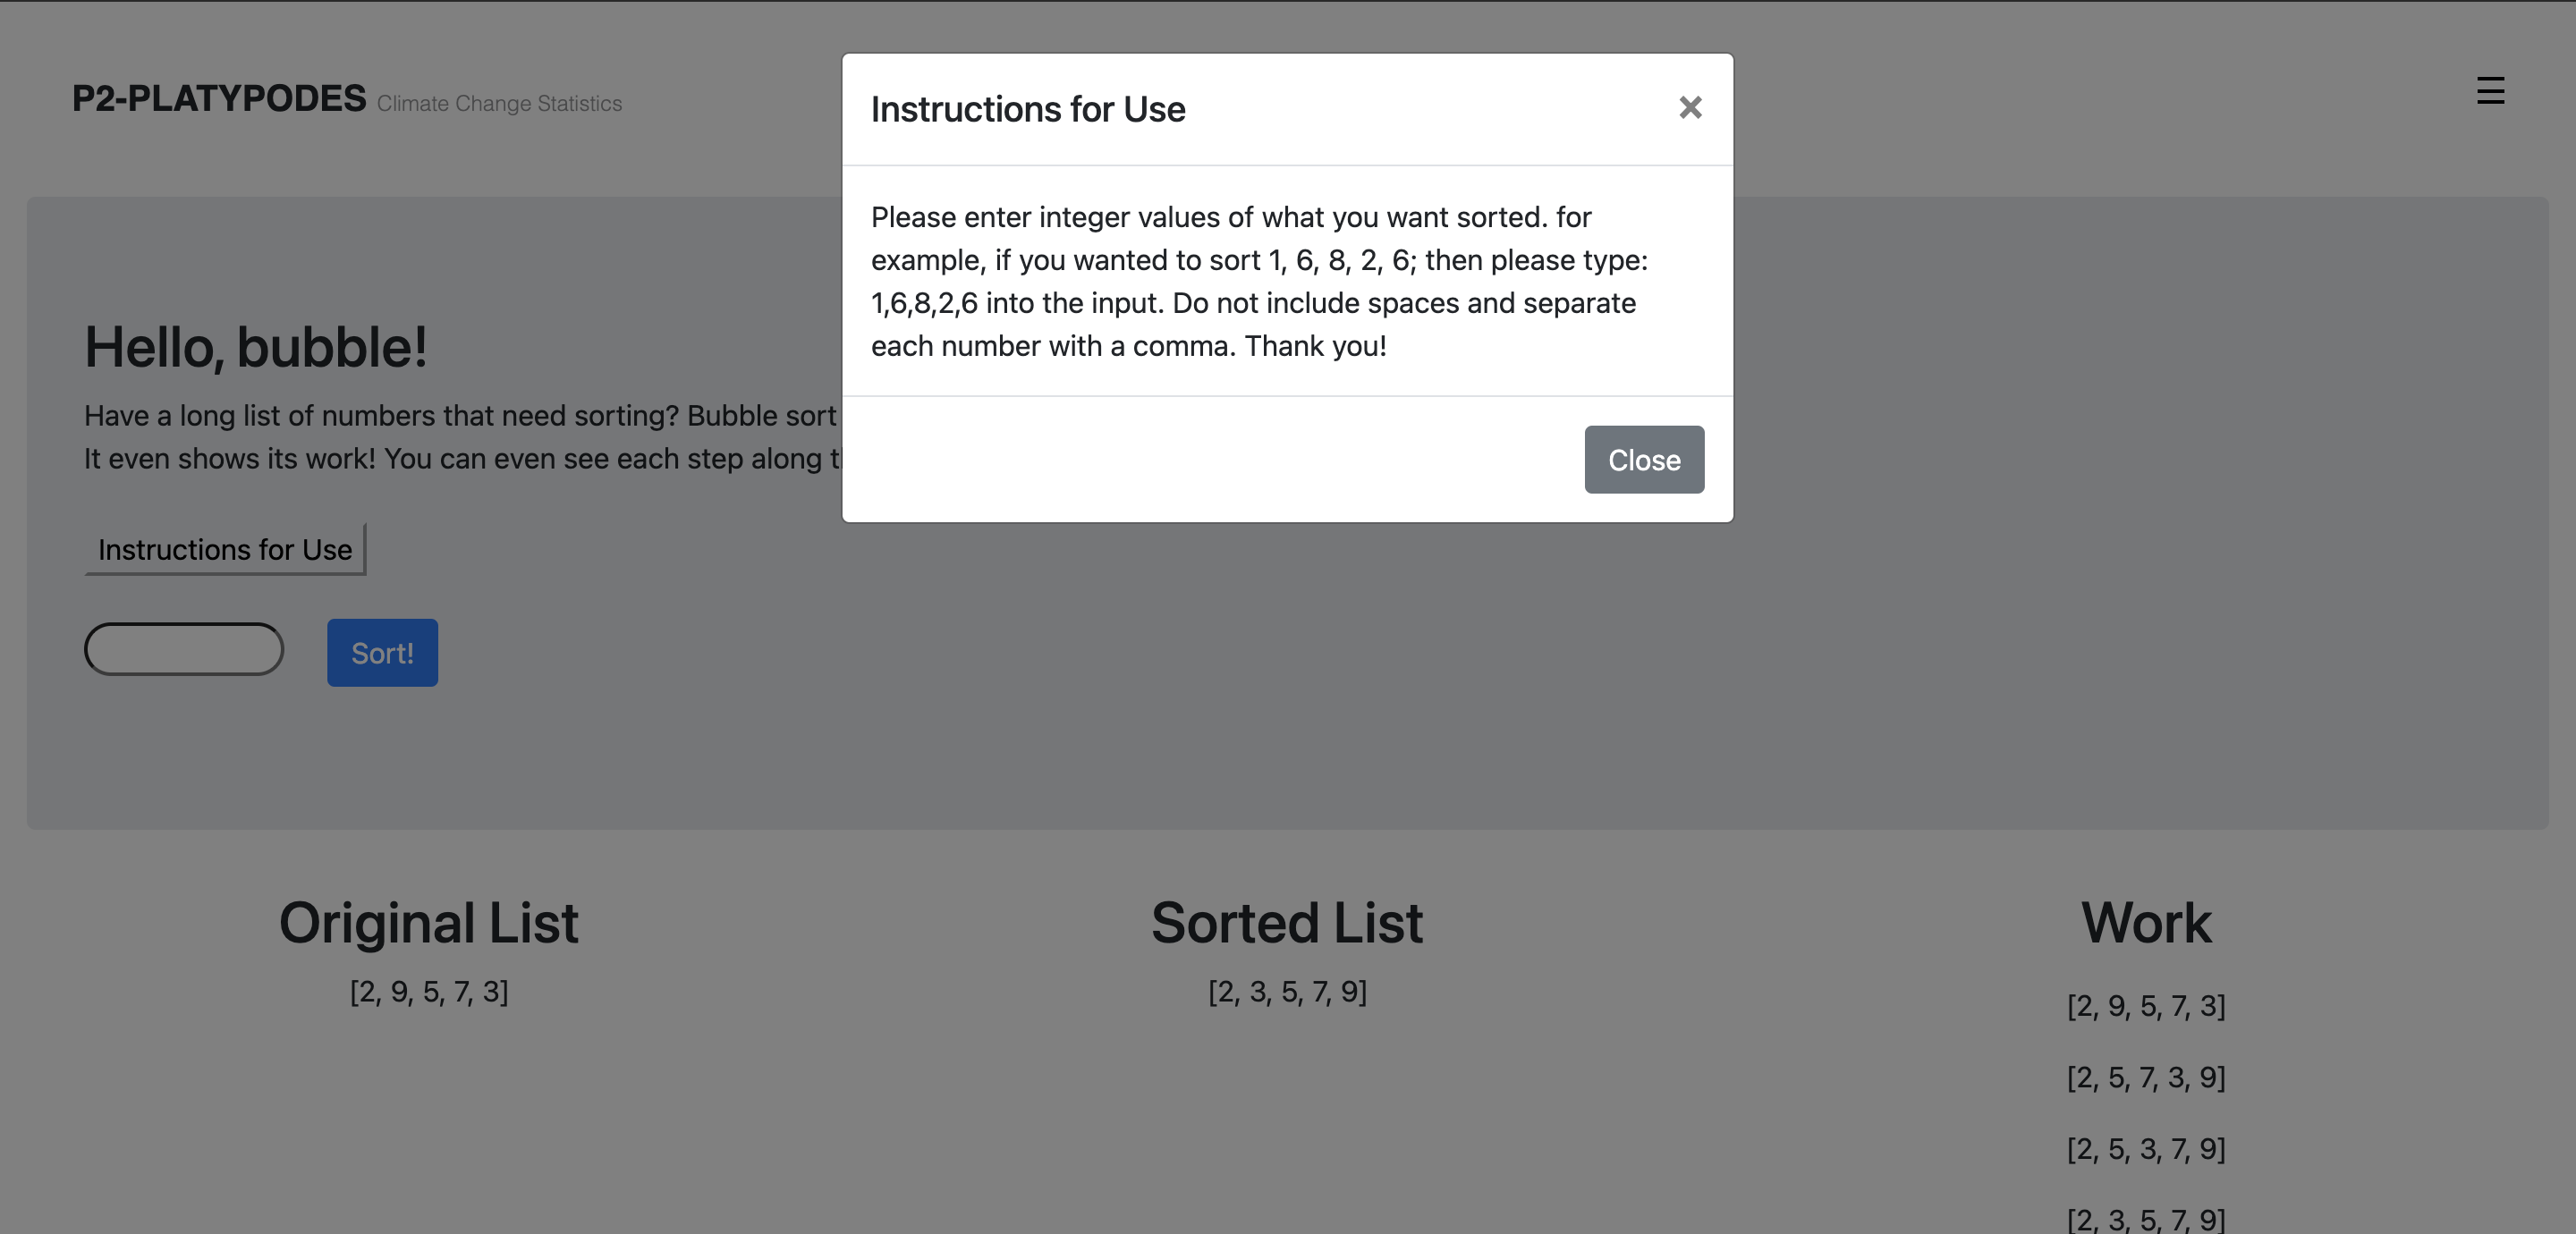 P2-PLATYPODES Climate Change Statistics
☰
Instructions for Use
×
Please enter integer values of what you want sorted. for
example, if you wanted to sort 1, 6, 8, 2, 6; then please type:
1,6,8,2,6 into the input. Do not include spaces and separate
each number with a comma. Thank you!
Close
Hello, bubble!
Have a long list of numbers that need sorting? Bubble sort
It even shows its work! You can even see each step along
Instructions for Use
Sort!
Original List
[2, 9, 5, 7, 3]
Sorted List
[2, 3, 5, 7, 9]
Work
[2, 9, 5, 7, 3]
[2, 5, 7, 3, 9]
[2, 5, 3, 7, 9]
[2, 3, 5, 7, 9]